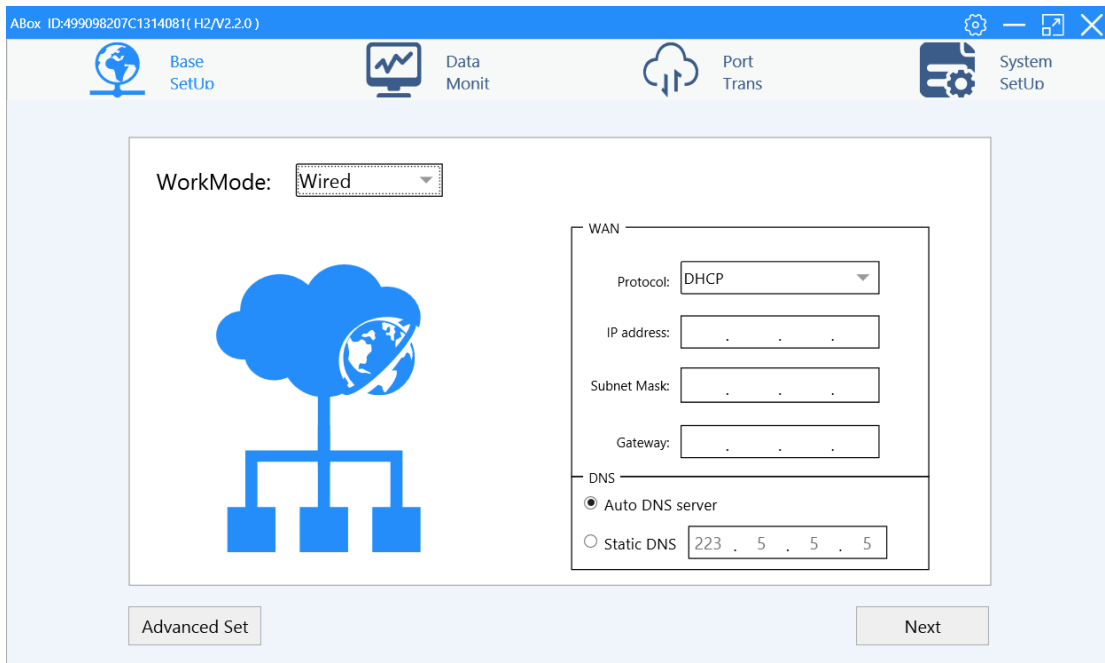 ABox ID:499098207C1314081( H2/V2.2.0 )
Base
SetUp
Data
Monit
Port
Trans
System
SetUp
WorkMode: Wired
WAN
Protocol: DHCP
IP address: . . .
Subnet Mask: . . .
Gateway: . . .
DNS
Auto DNS server
Static DNS 223 . 5 . 5 . 5
Advanced Set
Next